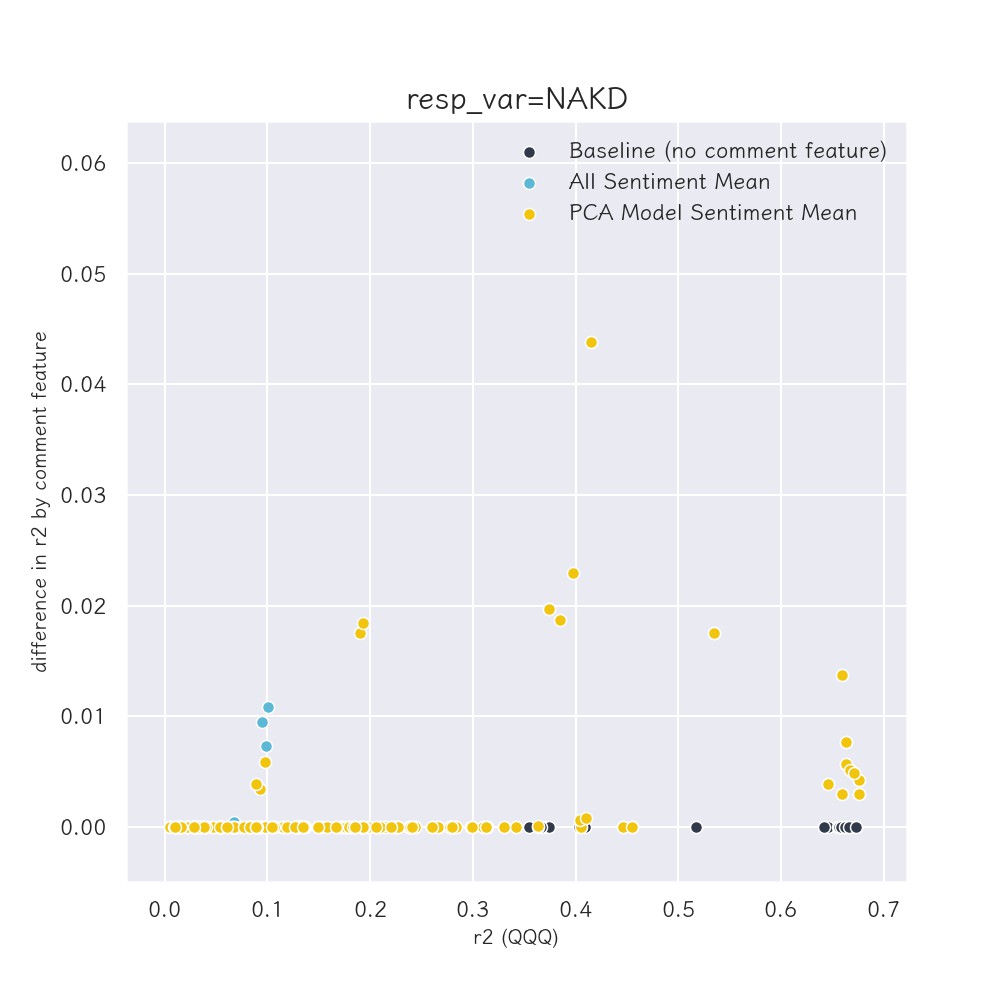 resp_var=NAKD
Baseline (no comment feature)
All Sentiment Mean
PCA Model Sentiment Mean
0.06
0.05
0.04
0.03
0.02
0.01
0.00
difference in r2 by comment feature
0.0 0.1 0.2 0.3 0.4 0.5 0.6 0.7
r2 (QQQ)